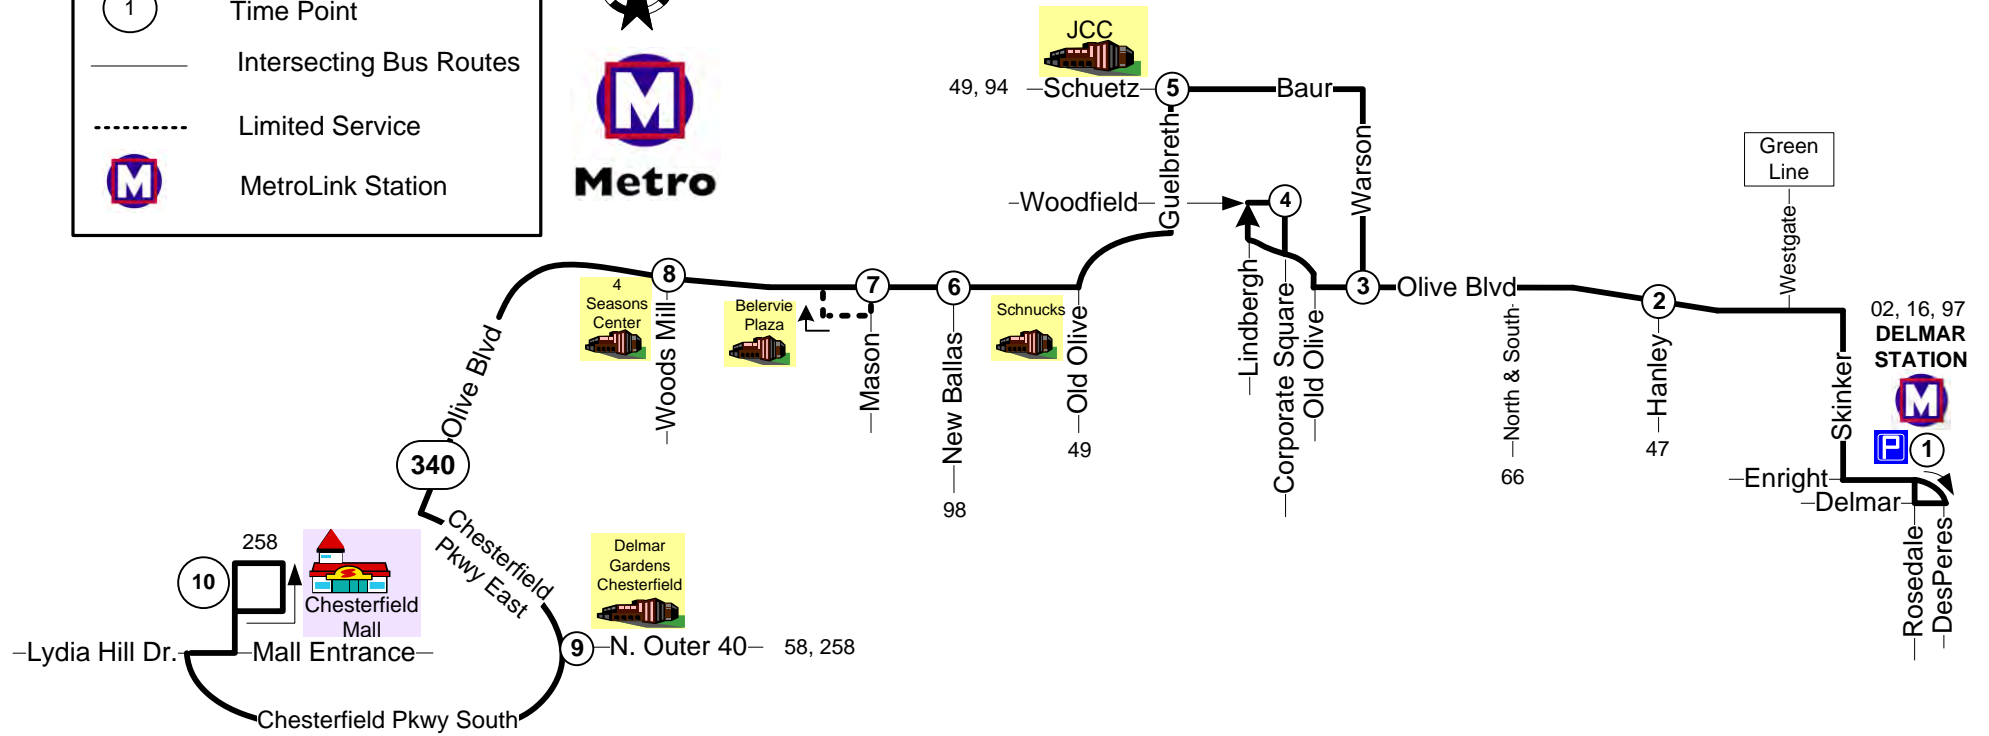 1
Time Point
Intersecting Bus Routes
Limited Service
M
MetroLink Station
M
Metro
JCC
49, 94
Schuetz
5
Baur
Guelbreth
Warson
Woodfield
4
Green
Line
Westgate
8
7
6
3
Olive Blvd
2
4
Seasons
Center
Belervie
Plaza
Schnucks
Woods Mill
Mason
New Ballas
98
Old Olive
49
Lindbergh
Corporate Square
Old Olive
North & South
66
Hanley
47
02, 16, 97
DELMAR
STATION
M
P
1
Skinker
Enright
Delmar
Rosedale
DesPeres
Olive Blvd
340
Chesterfield
Pkwy East
258
10
Chesterfield
Mall
Delmar
Gardens
Chesterfield
Lydia Hill Dr.
Mall Entrance
9
N. Outer 40
58, 258
Chesterfield Pkwy South